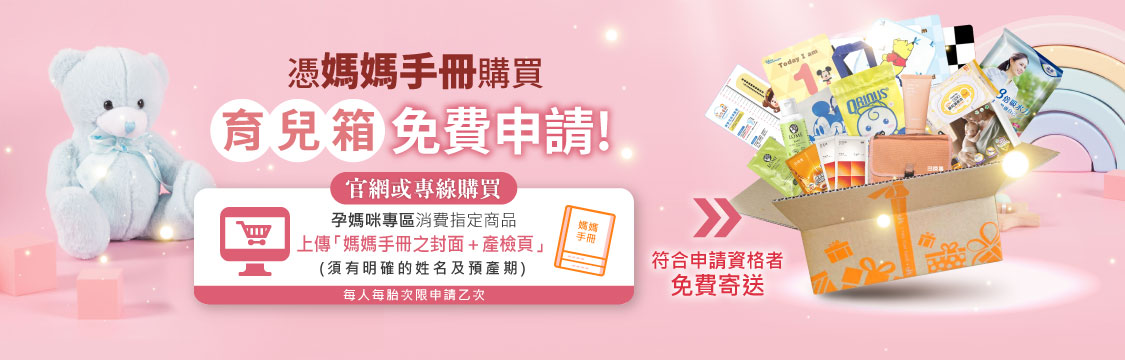 憑媽媽手冊購買
育兒箱 免費申請!
官網或專線購買
孕媽咪專區消費指定商品
上傳「媽媽手冊之封面+產檢頁」
(須有明確的姓名及預產期)
每人每胎次限申請乙次
媽媽
手冊
符合申請資格者
免費寄送
Today I am
1
QBINUS